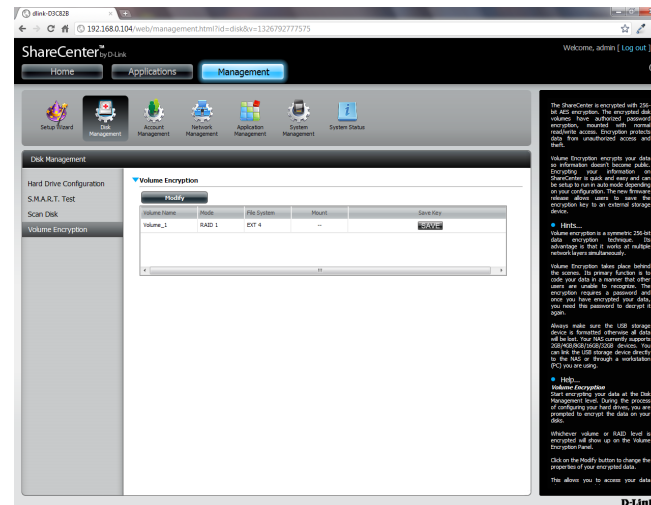 dlink-D3C82B
192.168.0.104/web/management.html?id=disk&v=1326792777575
ShareCenter™ by D-Link
Welcome, admin [ Log out ]
Home
Applications
Management
Setup Wizard
Disk
Management
Account
Management
Network
Management
Application
Management
System
Management
System Status
Disk Management
Hard Drive Configuration
S.M.A.R.T. Test
Scan Disk
Volume Encryption
Volume Encryption
Modify
Volume Name Mode File System Mount Save Key
Volume_1 RAID 1 EXT 4 -- SAVE
The ShareCenter is encrypted with 256-
bit AES encryption. The encrypted disk
volumes have authorized password
encryption, mounted with normal
read/write access. Encryption protects
data from unauthorized access and
theft.
Volume Encryption encrypts your data
so information doesn't become public.
Encrypting your information on
ShareCenter is quick and easy and can
be setup to run in auto mode depending
on your configuration. The new firmware
release allows users to save the
encryption key to an external storage
device.
Hints...
Volume encryption is a symmetric 256-bit
data encryption technique. Its
advantage is that it works at multiple
network layers simultaneously.
Volume Encryption takes place behind
the scenes. Its primary function is to
code your data in a manner that other
users are unable to recognize. The
encryption requires a password and
once you have encrypted your data,
you need this password to decrypt it
again.
Always make sure the USB storage
device is formatted otherwise all data
will be lost. Your NAS currently supports
2GB/4GB/8GB/16GB/32GB devices. You
can link the USB storage device directly
to the NAS or through a workstation
(PC) you are using.
Help...
Volume Encryption
Start encrypting your data at the Disk
Management level. During the process
of configuring your hard drives, you are
prompted to encrypt the data on your
disks.
Whichever volume or RAID level is
encrypted will show up on the Volume
Encryption Panel.
Click on the Modify button to change the
properties of your encrypted data.
This allows you to access your data
D-Link